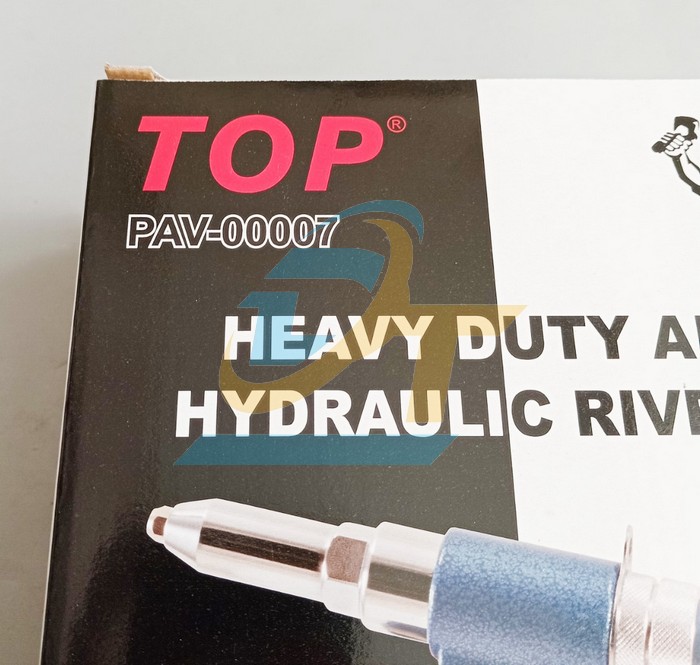 TOP®
PAV-00007
HEAVY DUTY
HYDRAULIC